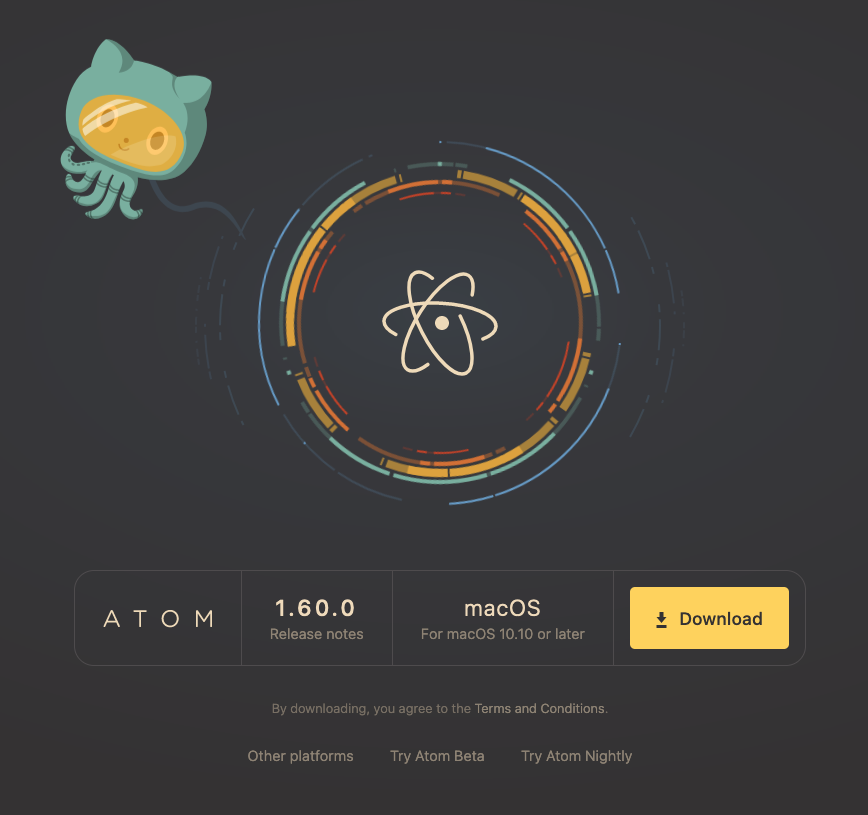 ATOM
1.60.0
Release notes
macOS
For macOS 10.10 or later
Download
By downloading, you agree to the Terms and Conditions.
Other platforms Try Atom Beta Try Atom Nightly